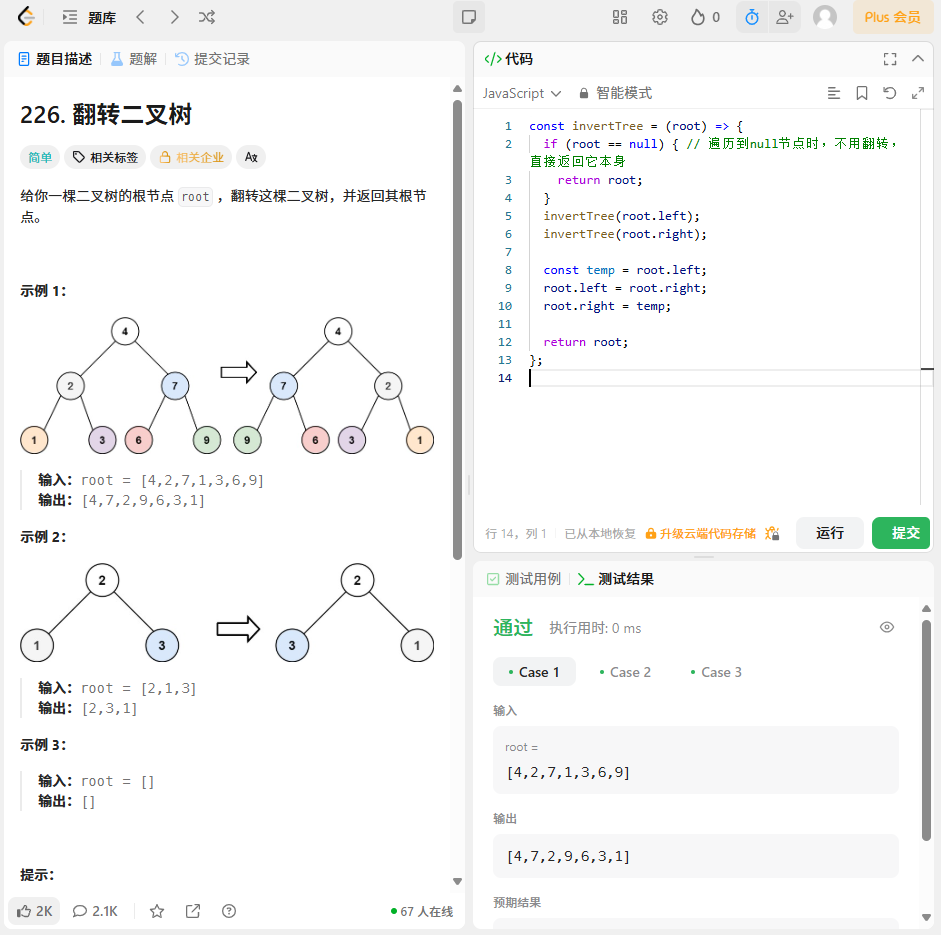 题库
0
Plus 会员
题目描述
题解
提交记录
226. 翻转二叉树
简单
相关标签
相关企业
给你一棵二叉树的根节点 root ，翻转这棵二叉树，并返回其根节点。
示例 1：
4
2
7
1
3
6
9
4
7
2
9
6
3
1
输入：root = [4,2,7,1,3,6,9]
输出：[4,7,2,9,6,3,1]
示例 2：
2
1
3
2
3
1
输入：root = [2,1,3]
输出：[2,3,1]
示例 3：
输入：root = []
输出：[]
提示：
2K
2.1K
67 人在线
</> 代码
JavaScript
智能模式
1 const invertTree = (root) => {
2 if (root == null) { // 遍历到null节点时，不用翻转，
直接返回它本身
3 return root;
4 }
5 invertTree(root.left);
6 invertTree(root.right);
7
8 const temp = root.left;
9 root.left = root.right;
10 root.right = temp;
11
12 return root;
13 };
14
行 14，列 1
已从本地恢复
升级云端代码存储
运行
提交
测试用例
测试结果
通过
执行用时: 0 ms
• Case 1
• Case 2
• Case 3
输入
root =
[4,2,7,1,3,6,9]
输出
[4,7,2,9,6,3,1]
预期结果